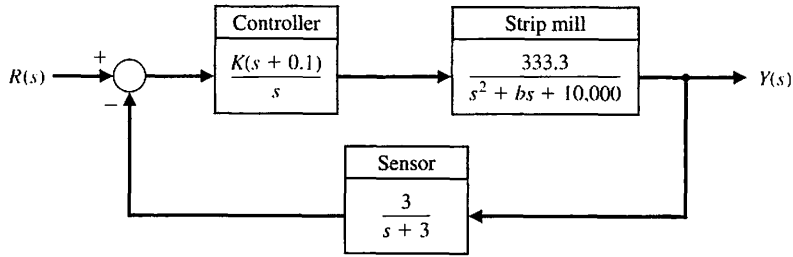 Controller
Strip mill
+
R(s)
K(s + 0.1)
s
333.3
s² + bs + 10,000
Y(s)
−
Sensor
3
s + 3